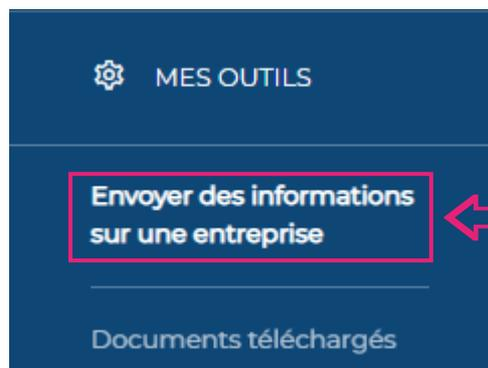 MES OUTILS
Envoyer des informations
sur une entreprise
Documents téléchargés